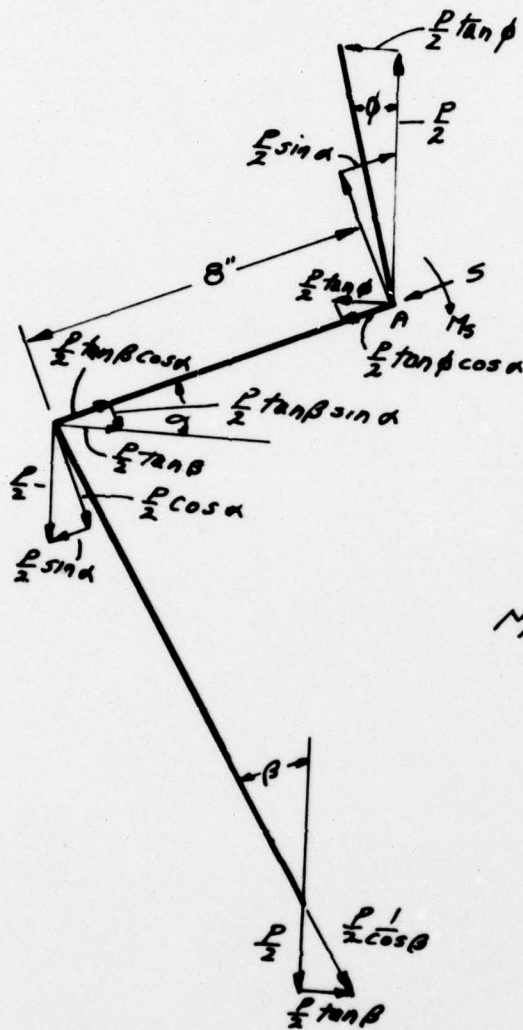 P/2 tan φ
φ
P/2
P/2 sin α
8"
P/2 tan φ
S
A
M_S
P/2 tan φ cos α
P/2 tan β cos α
P/2 tan β sin α
α
P/2 tan β
P/2
P/2 cos α
P/2 sin α
M
β
P/2
P/2 1/cos β
P/2 tan β